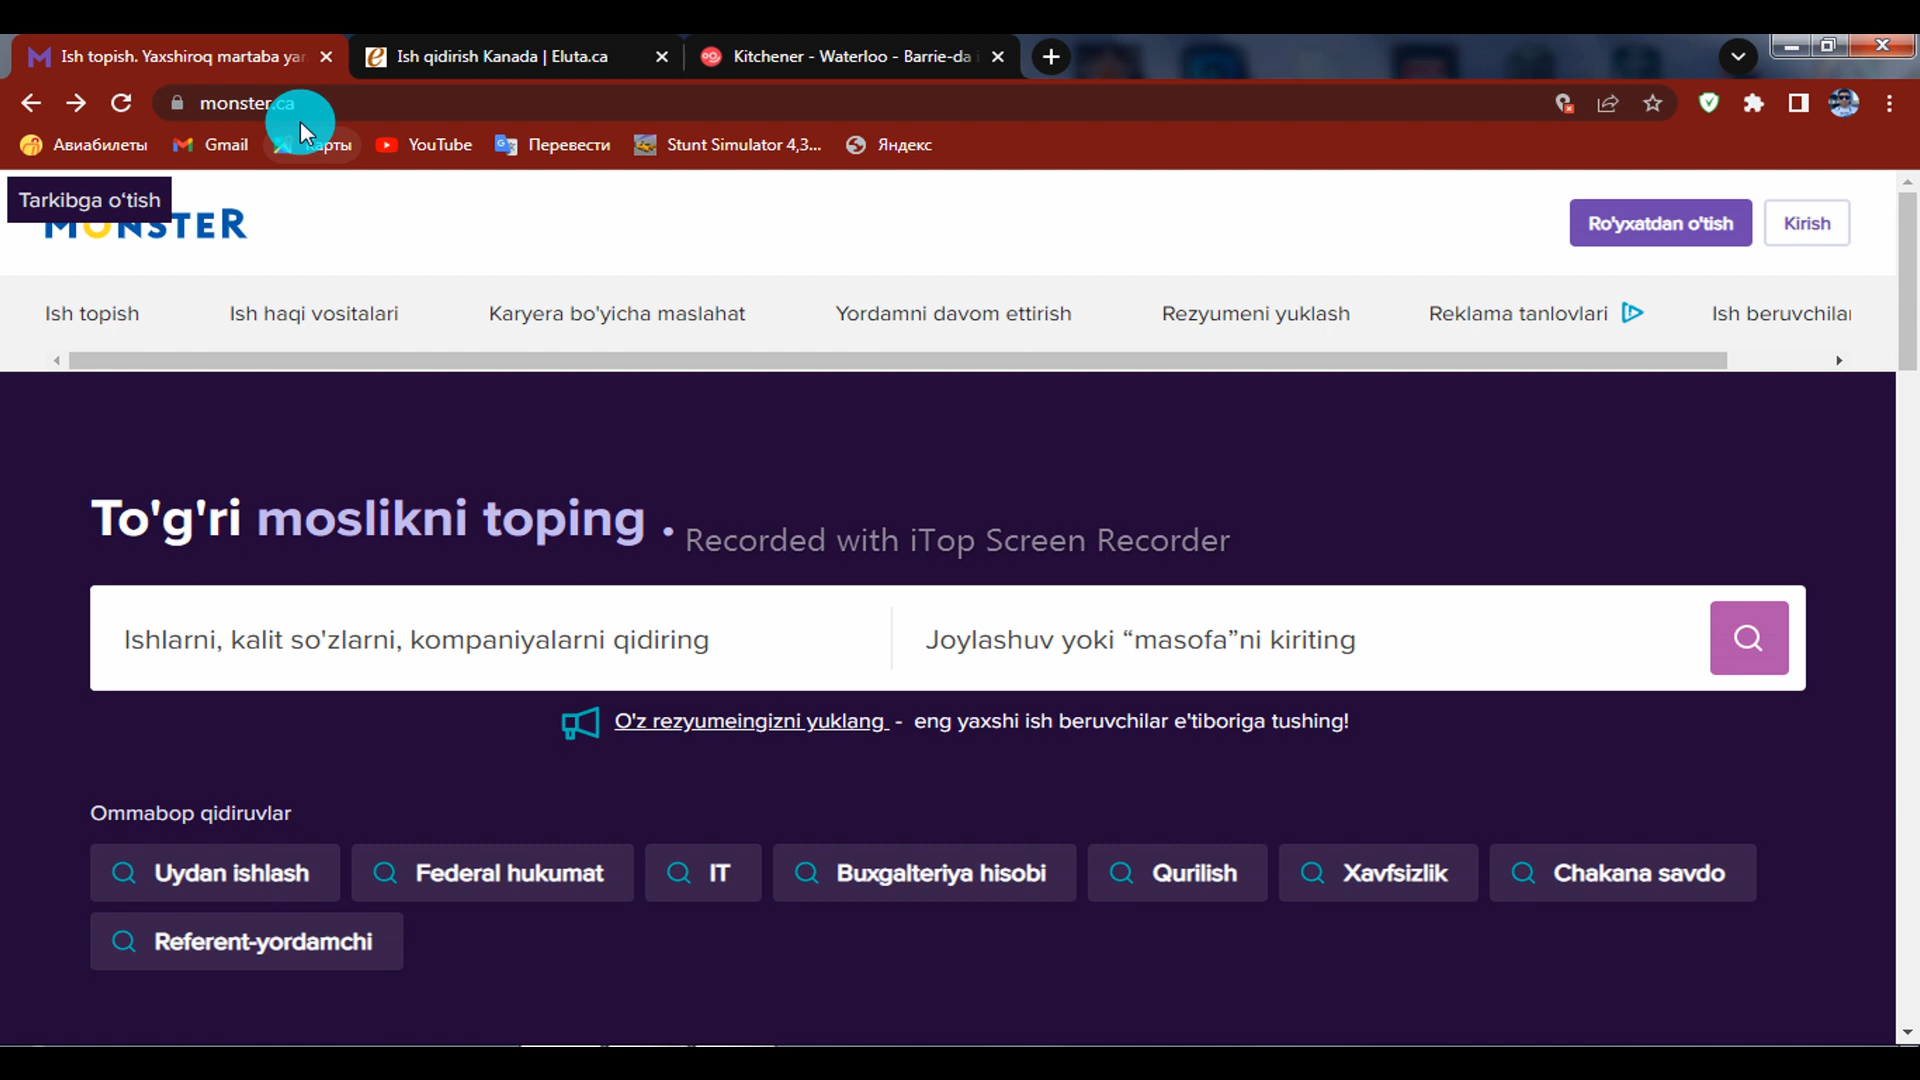 Ish topish. Yaxshiroq martaba yar
Ish qidirish Kanada | Eluta.ca
Kitchener - Waterloo - Barrie-da
monster.ca
Авиабилеты
Gmail
Карты
YouTube
Перевести
Stunt Simulator 4,3...
Яндекс
Tarkibga o‘tish
MONSTER
Ro'yxatdan o'tish
Kirish
Ish topish
Ish haqi vositalari
Karyera bo'yicha maslahat
Yordamni davom ettirish
Rezyumeni yuklash
Reklama tanlovlari
Ish beruvchilar
To'g'ri moslikni toping .
Recorded with iTop Screen Recorder
Ishlarni, kalit so'zlarni, kompaniyalarni qidiring
Joylashuv yoki “masofa”ni kiriting
O'z rezyumeingizni yuklang - eng yaxshi ish beruvchilar e'tiboriga tushing!
Ommabop qidiruvlar
Uydan ishlash
Federal hukumat
IT
Buxgalteriya hisobi
Qurilish
Xavfsizlik
Chakana savdo
Referent-yordamchi